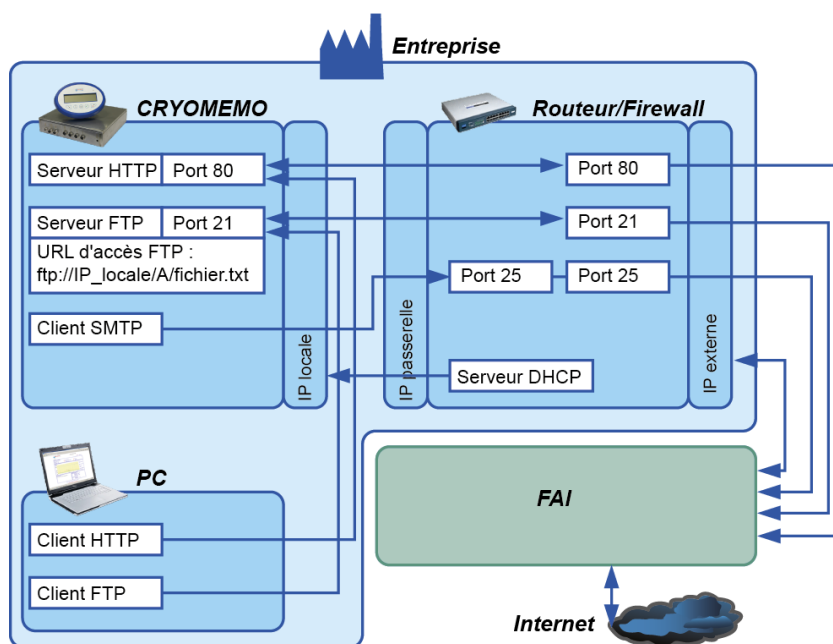 Entreprise
CRYOMEMO
Routeur/Firewall
Serveur HTTP
Port 80
Port 80
Serveur FTP
Port 21
Port 21
URL d'accès FTP :
ftp://IP_locale/A/fichier.txt
Port 25
Port 25
Client SMTP
IP locale
IP passerelle
IP externe
Serveur DHCP
PC
Client HTTP
Client FTP
FAI
Internet